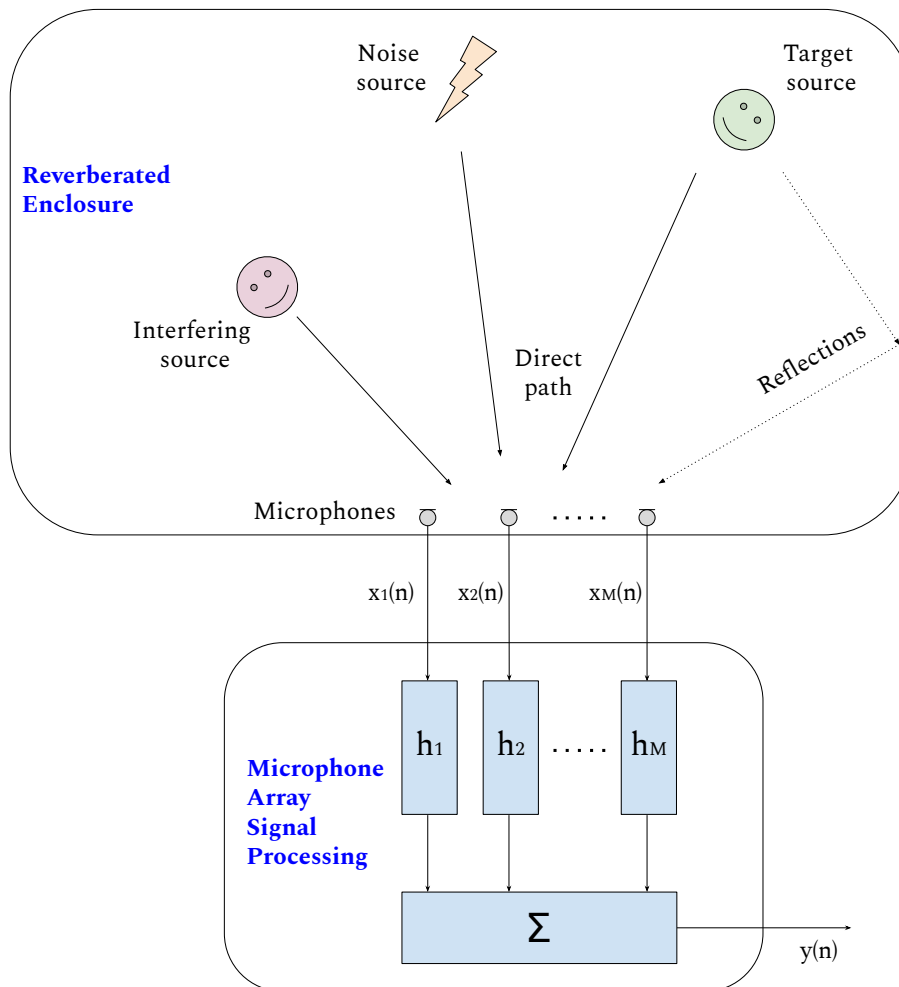 Noise
source
Target
source
Reverberated
Enclosure
Interfering
source
Direct
path
Reflections
Microphones
.....
x1(n)
x2(n)
xM(n)
h1
h2
.....
hM
Microphone
Array
Signal
Processing
Σ
y(n)